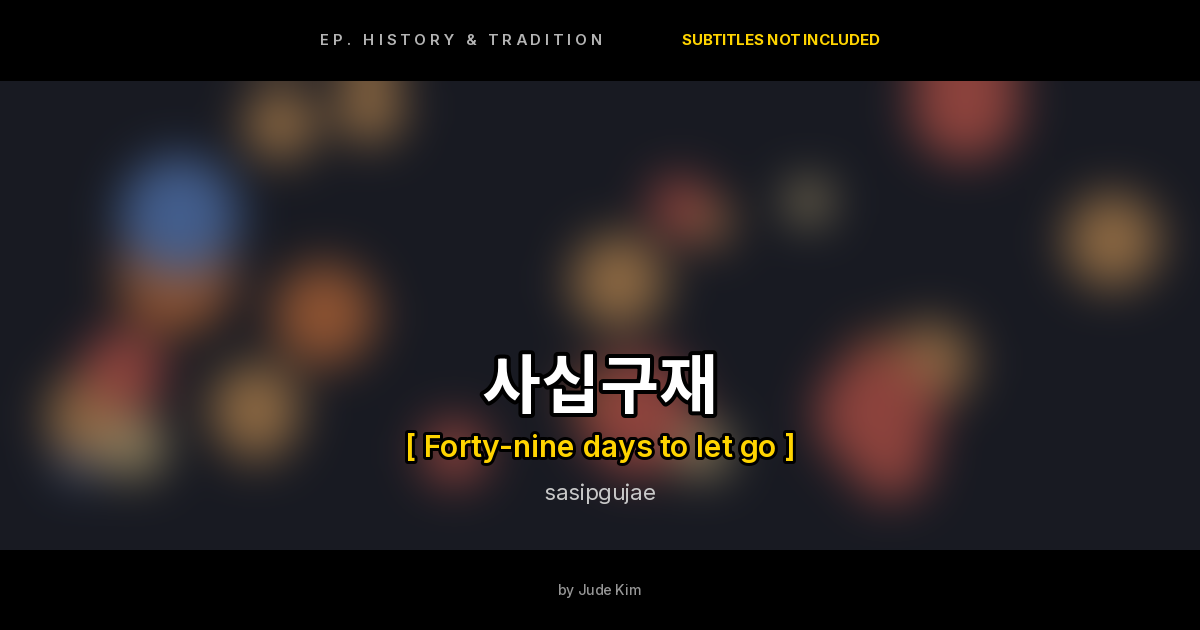 EP. HISTORY & TRADITION
SUBTITLES NOT INCLUDED
사십구재
[ Forty-nine days to let go ]
sasipgujae
by Jude Kim